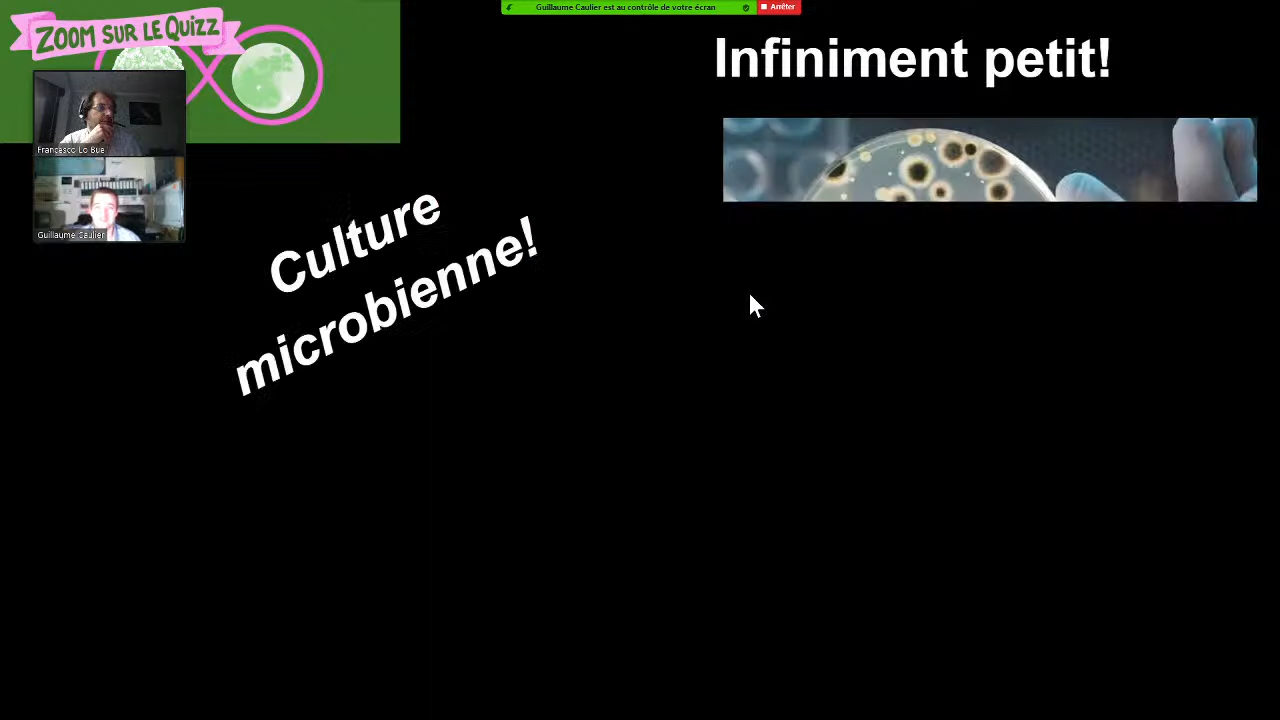 Guillaume Caulier est au contrôle de votre écran
Arrêter
ZOOM SUR LE QUIZZ
Infiniment petit!
Francesco Lo Bue
Guillaume Caulier
Culture
microbienne!